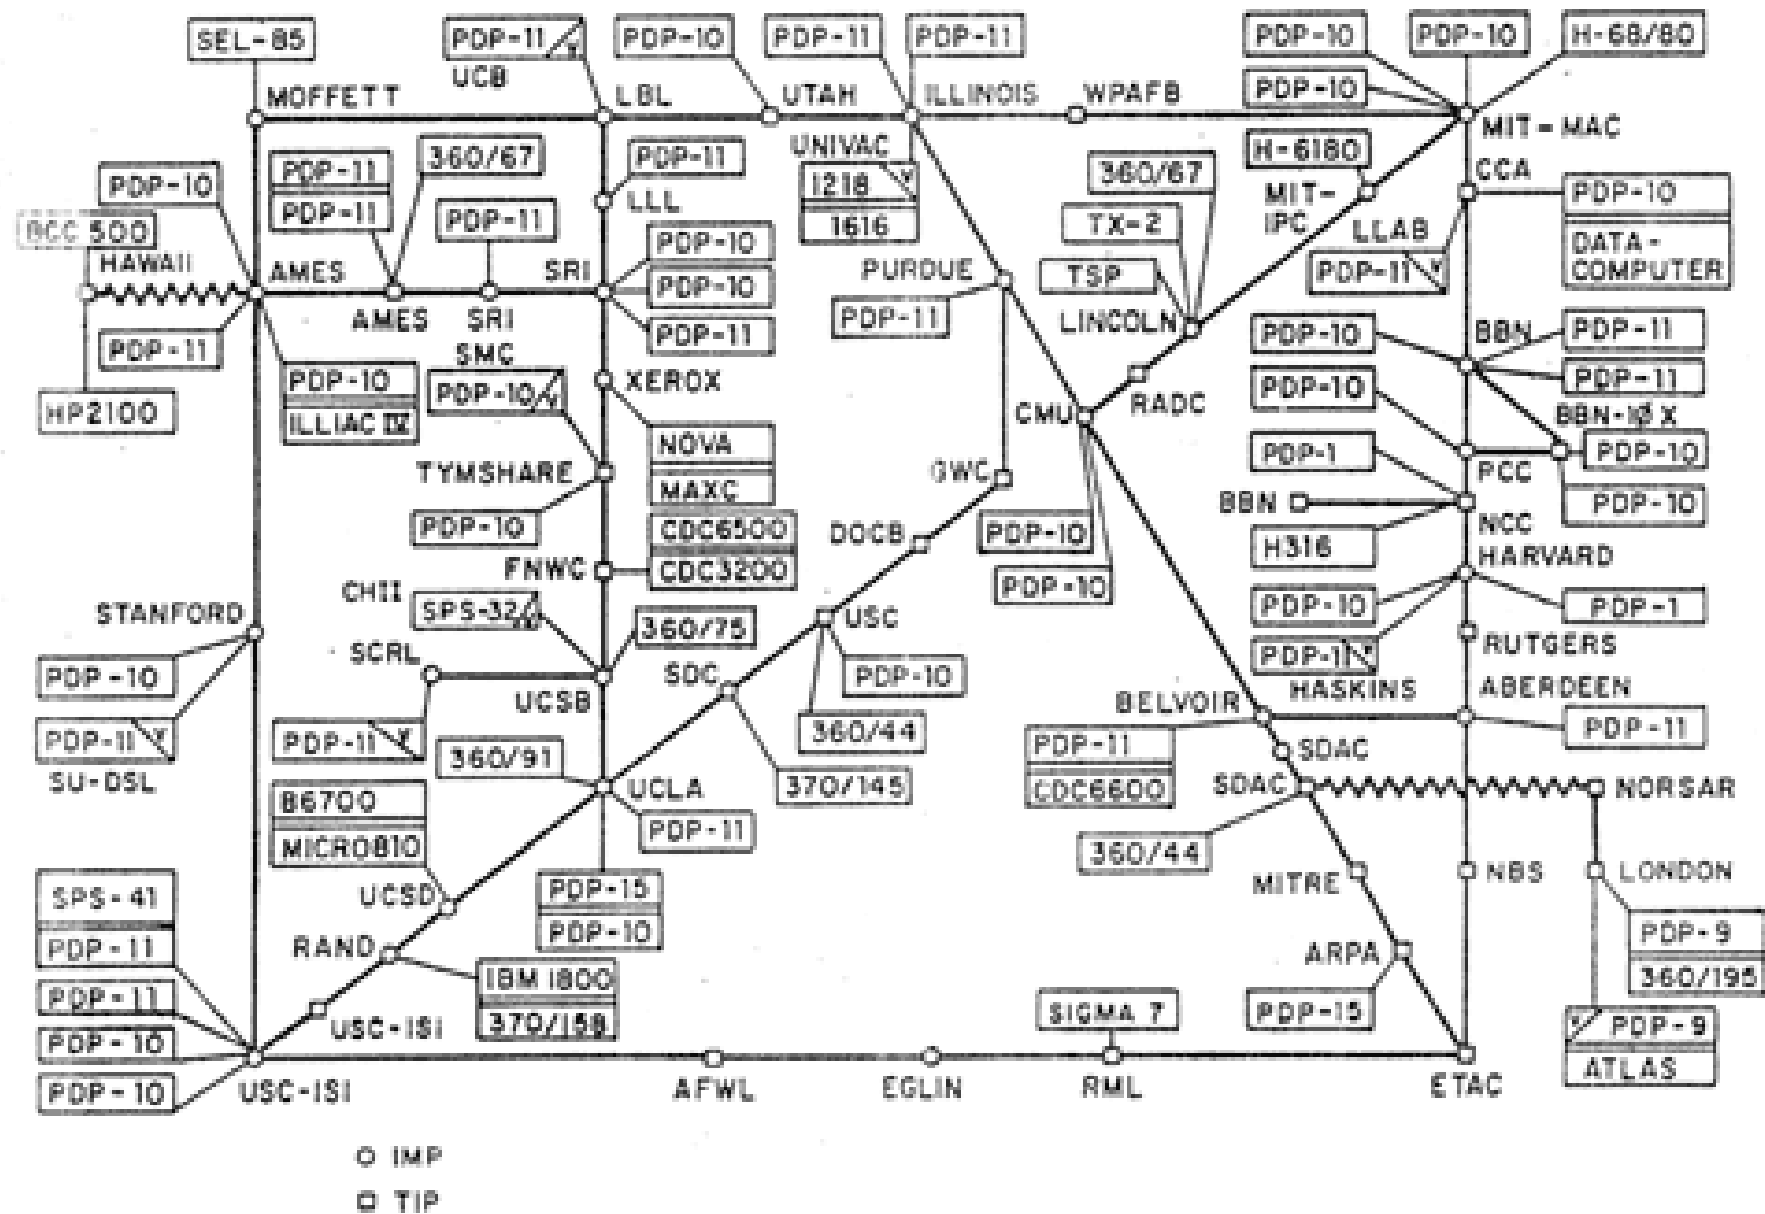 SEL-85
PDP-11
UCB
PDP-10
PDP-11
PDP-11
PDP-10
PDP-10
H-68/80
PDP-10
MOFFETT
LBL
UTAH
ILLINOIS
WPAFB
MIT-MAC
PDP-10
PDP-11
PDP-11
360/67
PDP-11
PDP-11
LLL
UNIVAC
1218
1616
360/67
H-6180
MIT-
IPC
CCA
LLAB
PDP-11
PDP-10
DATA-
COMPUTER
BCC 500
HAWAII
AMES
AMES
SRI
SMC
SRI
PDP-10
PDP-10
PDP-11
PURDUE
PDP-11
TX-2
TSP
LINCOLN
RADC
CMU
PDP-11
HP2100
PDP-10
ILLIAC IV
PDP-10
XEROX
NOVA
MAXC
TYMSHARE
PDP-10
CDC6500
CDC3200
FNWC
GWC
DOCB
PDP-10
PDP-10
PDP-10
BBN
PDP-11
PDP-11
PDP-10
BBN-10 X
PDP-10
PDP-10
RCC
PDP-1
BBN
NCC
H316
HARVARD
PDP-10
PDP-1
PDP-11
HASKINS
RUTGERS
STANFORD
PDP-10
PDP-11
SU-DSL
CHII
SPS-32
SCRL
PDP-11
360/75
UCSB
SDC
USC
PDP-10
360/44
370/145
BELVOIR
ABERDEEN
PDP-11
PDP-11
CDC6600
SDAC
SDAC
NORSAR
360/44
360/91
UCLA
PDP-11
B6700
MICRO810
UCSD
PDP-15
PDP-10
RAND
IBM 1800
370/158
MITRE
NBS
LONDON
ARPA
PDP-15
PDP-9
360/195
PDP-9
ATLAS
SPS-41
PDP-11
PDP-11
PDP-10
PDP-10
USC-ISI
USC-ISI
AFWL
EGLIN
SIGMA 7
RML
ETAC
IMP
TIP